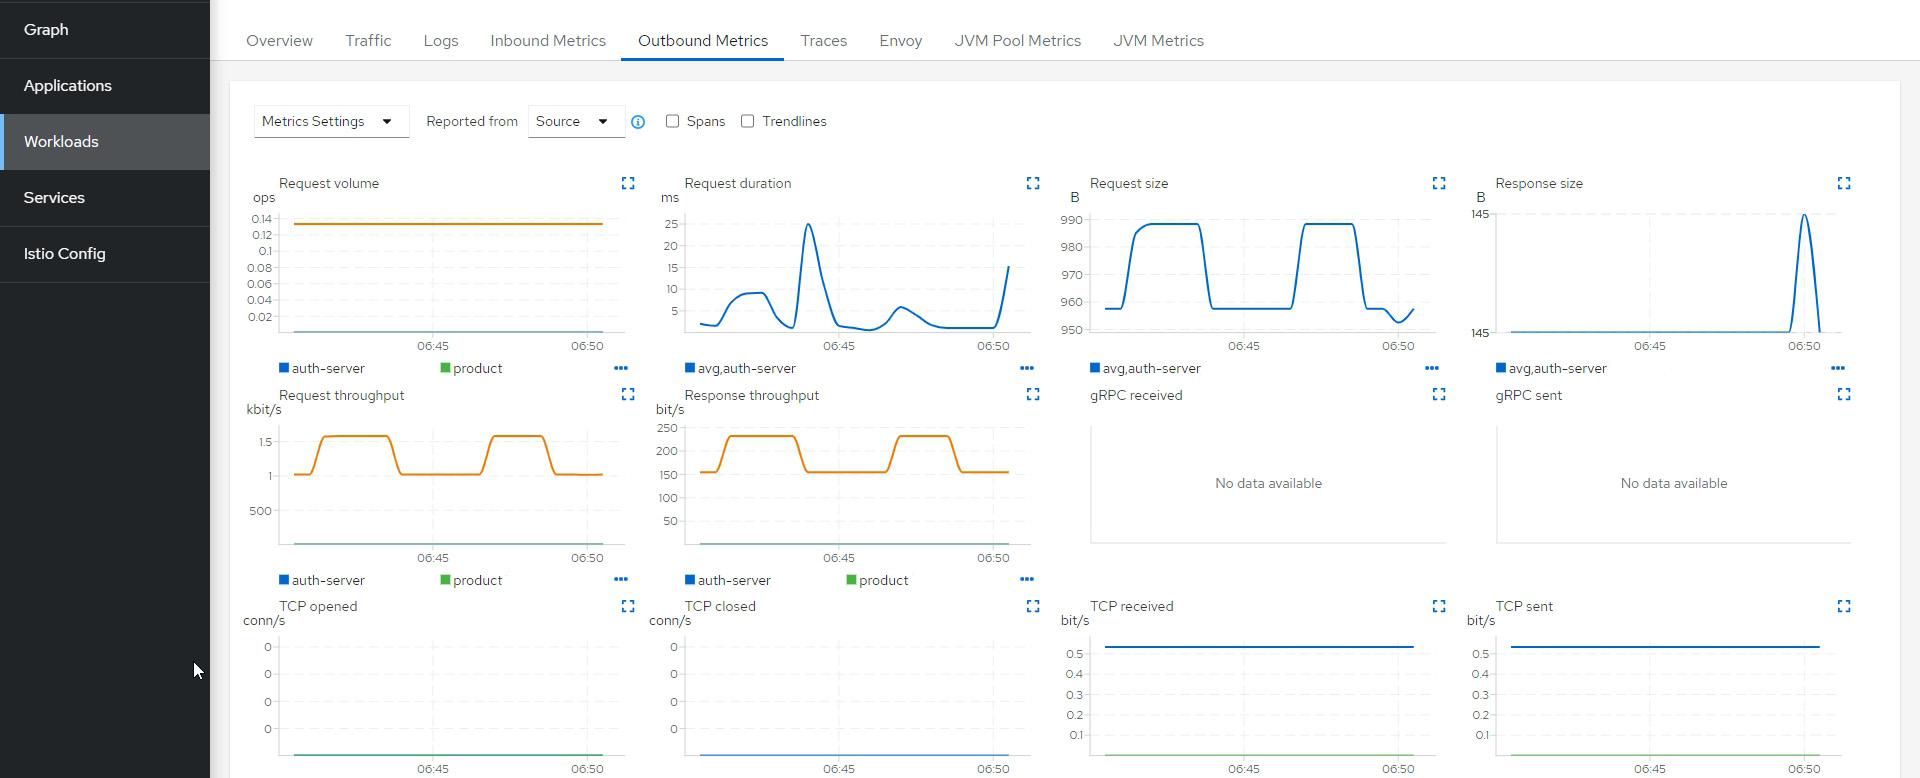 Graph
Applications
Workloads
Services
Istio Config
Overview Traffic Logs Inbound Metrics Outbound Metrics Traces Envoy JVM Pool Metrics JVM Metrics
Metrics Settings Reported from Source Spans Trendlines
Request volume
ops
0.14
0.12
0.1
0.08
0.06
0.04
0.02
06:45 06:50
auth-server product
Request duration
ms
25
20
15
10
5
06:45 06:50
avg,auth-server
Request size
B
990
980
970
960
950
06:45 06:50
avg,auth-server
Response size
B
145
145
06:45 06:50
avg,auth-server
Request throughput
kbit/s
1.5
1
500
06:45 06:50
auth-server product
Response throughput
bit/s
250
200
150
100
50
06:45 06:50
auth-server product
gRPC received
No data available
gRPC sent
No data available
TCP opened
conn/s
0
0
0
0
06:45 06:50
TCP closed
conn/s
0
0
0
0
06:45 06:50
TCP received
bit/s
0.5
0.4
0.3
0.2
0.1
06:45 06:50
TCP sent
bit/s
0.5
0.4
0.3
0.2
0.1
06:45 06:50